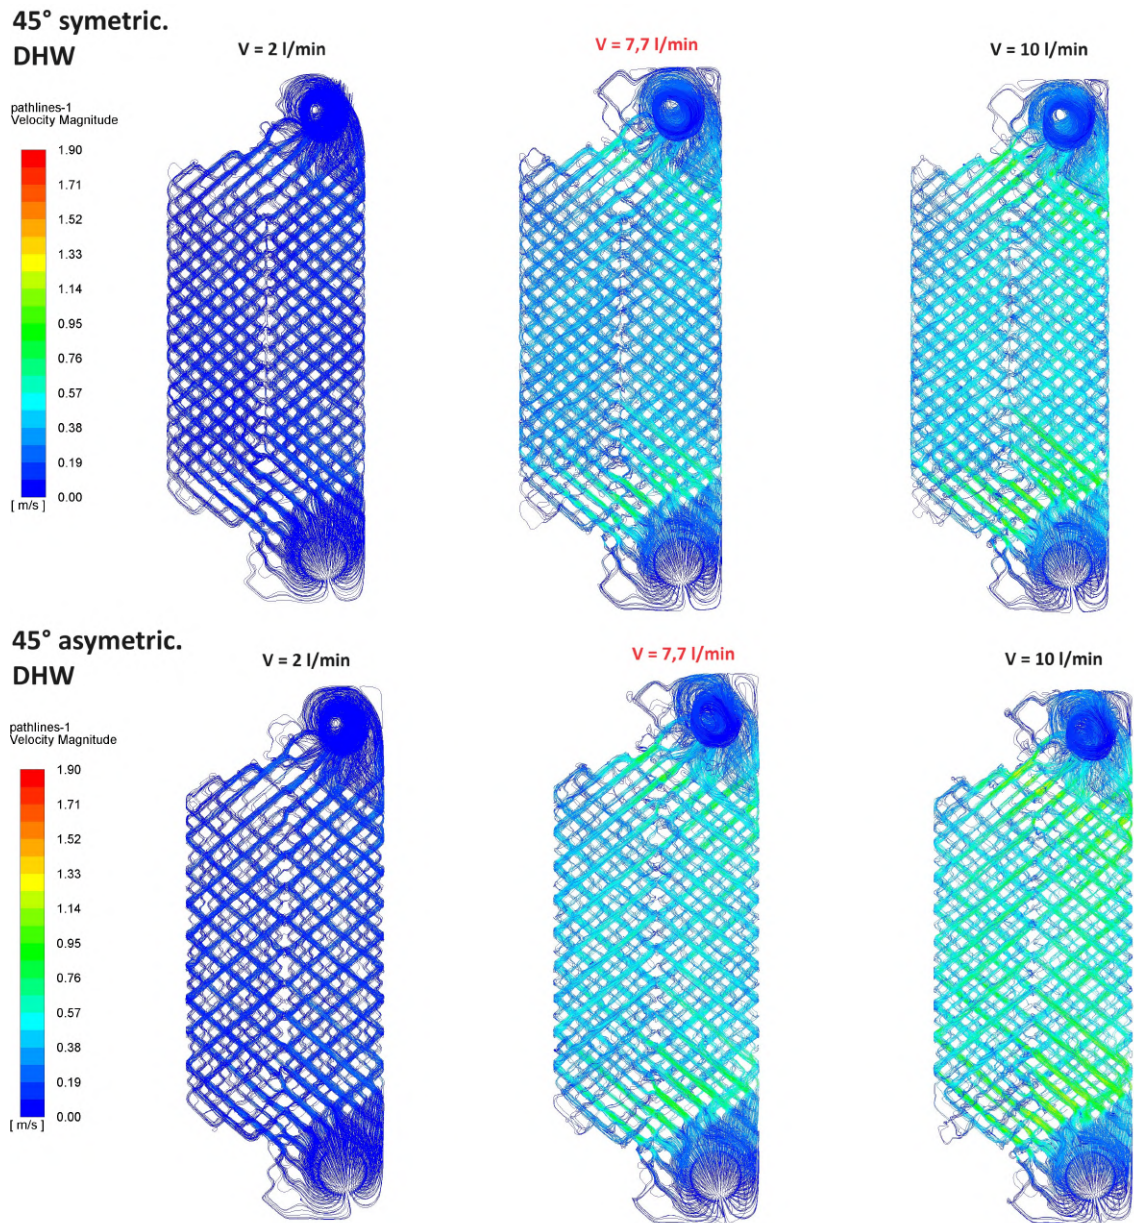 45° symetric.
DHW
V = 2 l/min
V = 7,7 l/min
V = 10 l/min
pathlines-1
Velocity Magnitude
1.90
1.71
1.52
1.33
1.14
0.95
0.76
0.57
0.38
0.19
0.00
[ m/s ]
45° asymetric.
DHW
V = 2 l/min
V = 7,7 l/min
V = 10 l/min
pathlines-1
Velocity Magnitude
1.90
1.71
1.52
1.33
1.14
0.95
0.76
0.57
0.38
0.19
0.00
[ m/s ]